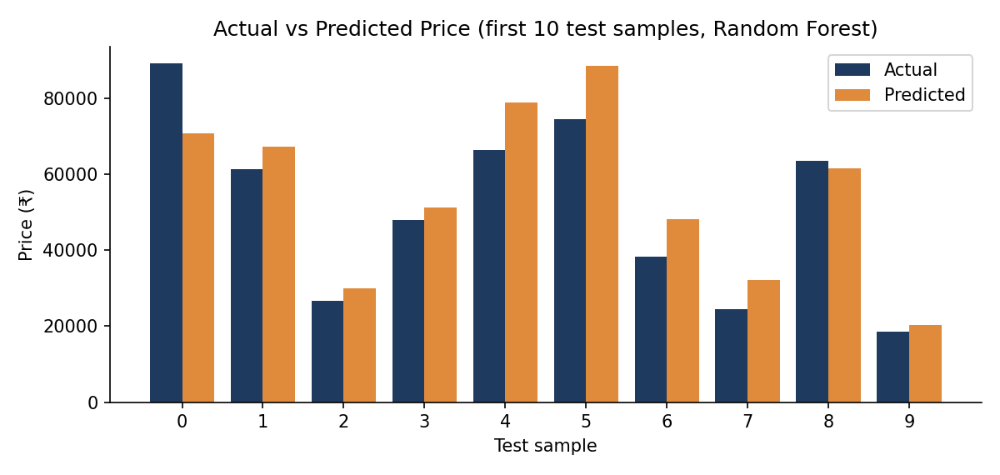 Actual vs Predicted Price (first 10 test samples, Random Forest)
Actual
Predicted
Price (₹)
80000
60000
40000
20000
0
0 1 2 3 4 5 6 7 8 9
Test sample